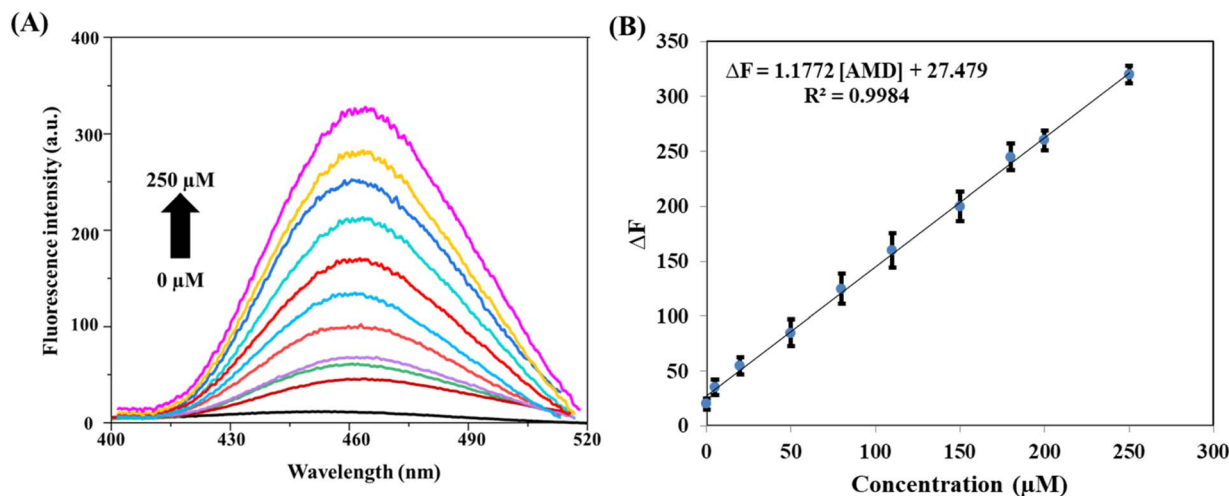 (A)
400
300
200
100
0
Fluorescence intensity (a.u.)
250 µM
0 µM
400
430
460
490
520
Wavelength (nm)
(B)
350
300
250
200
150
100
50
0
ΔF
ΔF = 1.1772 [AMD] + 27.479
R² = 0.9984
0
50
100
150
200
250
300
Concentration (µM)